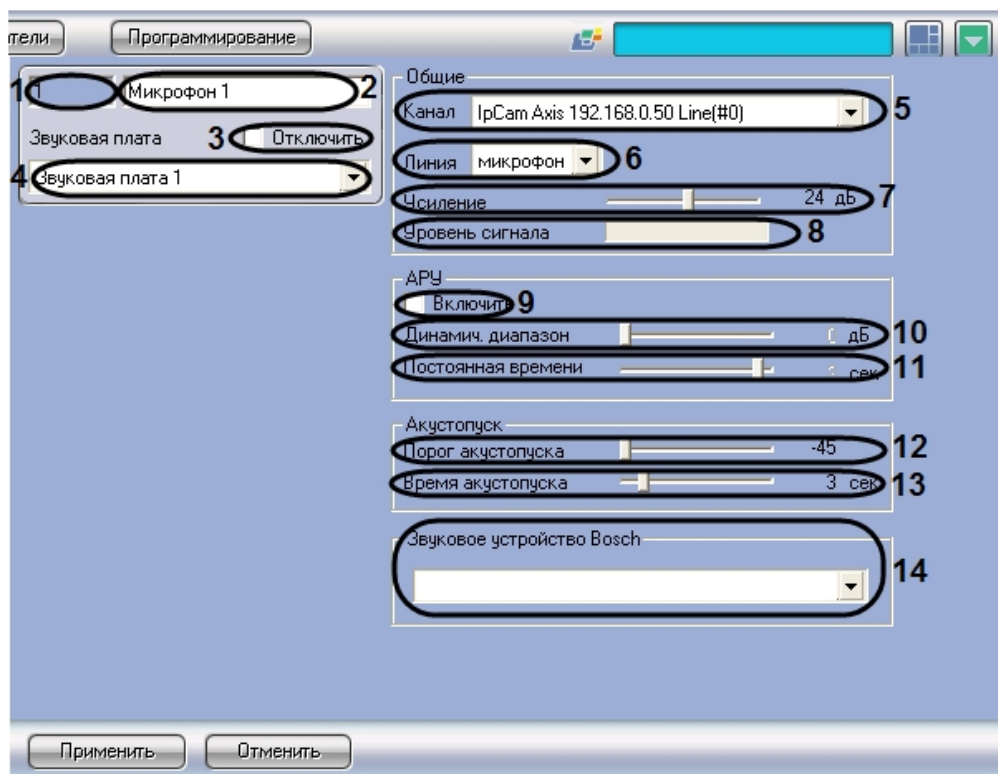 тели Программирование
1 1 Микрофон 1 2
Звуковая плата 3 Отключить
4 Звуковая плата 1
Общие
Канал IpCam Axis 192.168.0.50 Line(#0) 5
Линия микрофон 6
Усиление 24 дБ 7
Уровень сигнала 8
АРУ
Включить 9
Динамич. диапазон дБ 10
Постоянная времени сек 11
Акустопуск
Порог акустопуска -45 12
Время акустопуска 3 сек 13
Звуковое устройство Bosch
14
Применить Отменить